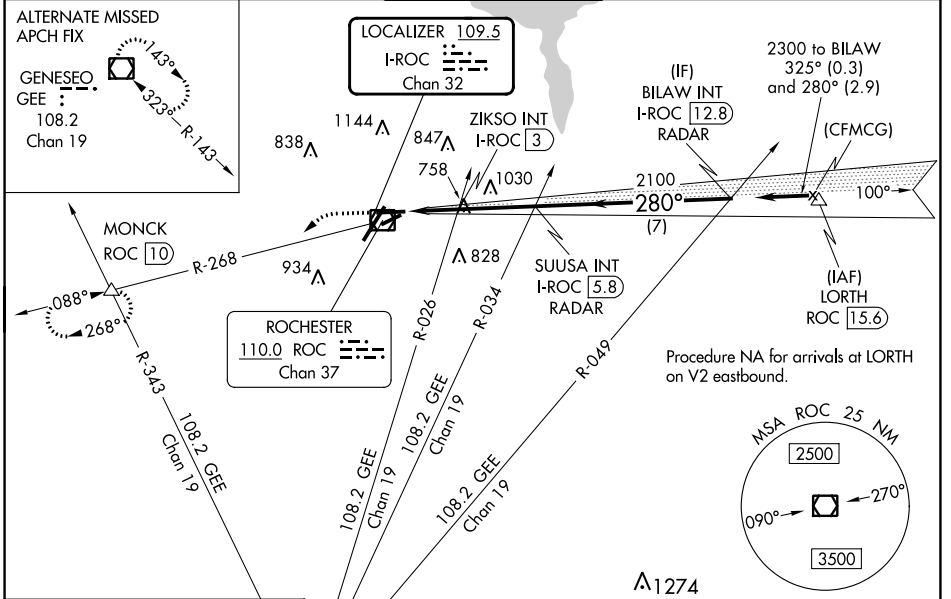 ALTERNATE MISSED
APCH FIX
GENESEO
GEE
108.2
Chan 19
143°
323°
R-143
LOCALIZER 109.5
I-ROC
Chan 32
2300 to BILAW
325° (0.3)
and 280° (2.9)
(IF)
BILAW INT
I-ROC 12.8
RADAR
(CFMCG)
ZIKSO INT
I-ROC 3
1144
838
847
758
1030
2100
280°
(7)
100°
MONCK
ROC 10
R-268
934
828
SUUSA INT
I-ROC 5.8
RADAR
(IAF)
LORTH
ROC 15.6
088°
268°
ROCHESTER
110.0 ROC
Chan 37
R-026
R-034
R-049
Procedure NA for arrivals at LORTH
on V2 eastbound.
R-343
108.2 GEE
Chan 19
108.2 GEE
Chan 19
108.2 GEE
Chan 19
108.2 GEE
Chan 19
MSA ROC 25 NM
2500
090°
270°
3500
1274